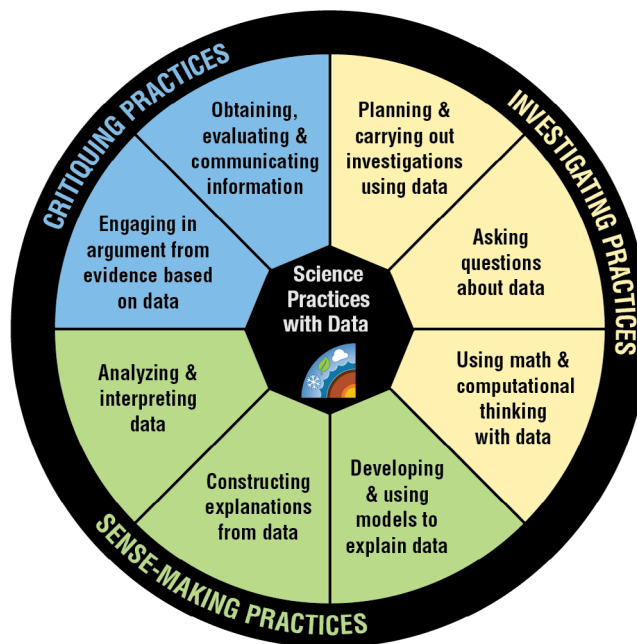 CRITIQUING PRACTICES
Obtaining,
evaluating &
communicating
information
Engaging in
argument from
evidence based
on data
INVESTIGATING PRACTICES
Planning &
carrying out
investigations
using data
Asking
questions
about data
Using math &
computational
thinking
with data
Science
Practices
with Data
SENSE-MAKING PRACTICES
Analyzing &
interpreting
data
Constructing
explanations
from data
Developing
& using
models to
explain data